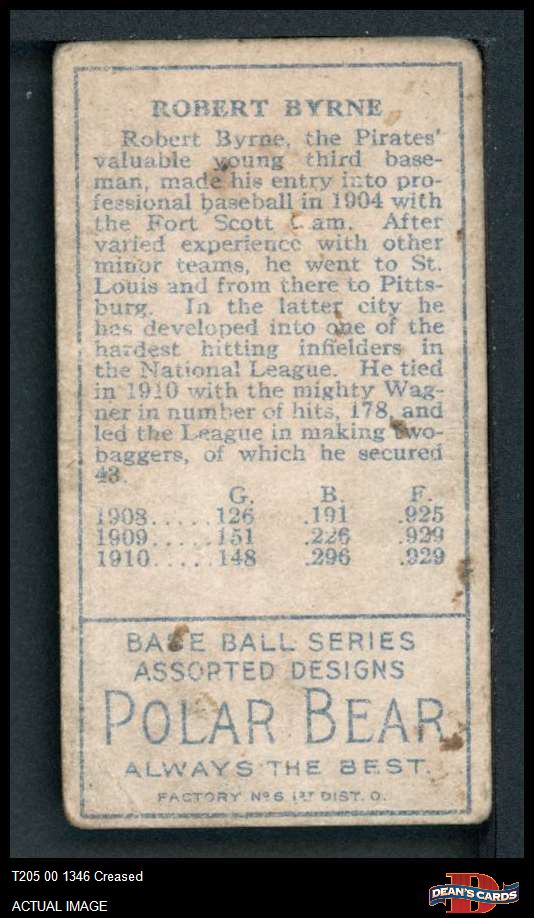 ROBERT BYRNE
Robert Byrne, the Pirates'
valuable young third base-
man, made his entry into pro-
fessional baseball in 1904 with
the Fort Scott am. After
varied experience with other
minor teams, he went to St.
Louis and from there to Pitts-
burg. In the latter city he
has developed into one of the
hardest hitting infielders in
the National League. He tied
in 1910 with the mighty Wag-
ner in number of hits, 178, and
led the League in making two-
baggers, of which he secured
43.
G. B. F.
1908.....126 .191 .925
1909.....151 .226 .929
1910.....148 .296 .929
BASE BALL SERIES
ASSORTED DESIGNS
POLAR BEAR
ALWAYS THE BEST.
FACTORY No 6 1ST DIST. O.
T205 00 1346 Creased
ACTUAL IMAGE
D
DEAN'S CARDS